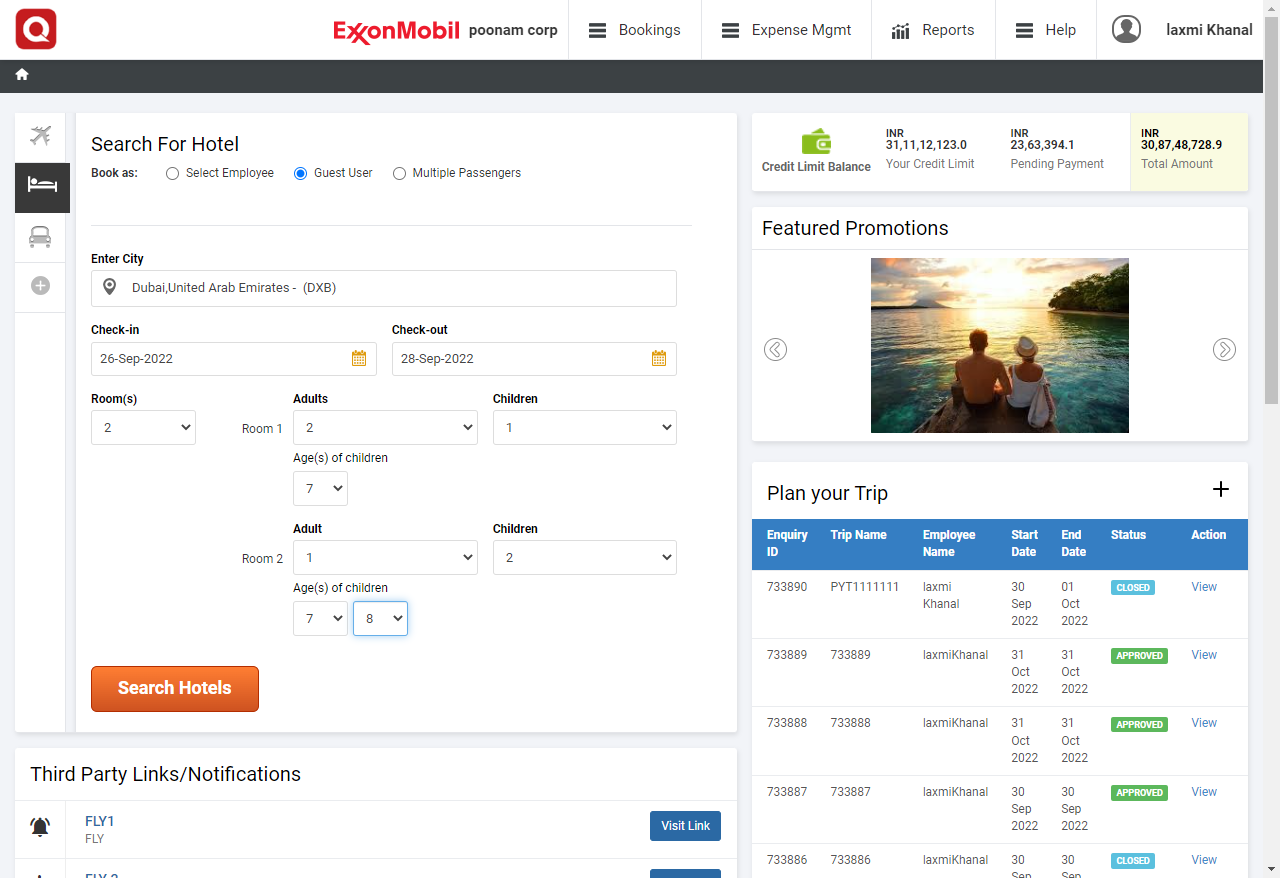 ExxonMobil poonam corp
Bookings
Expense Mgmt
Reports
Help
laxmi Khanal
Search For Hotel
Book as: Select Employee Guest User Multiple Passengers
Enter City
Dubai,United Arab Emirates - (DXB)
Check-in Check-out
26-Sep-2022 28-Sep-2022
Room(s) Adults Children
2 Room 1 2 1
Age(s) of children
7
Adult Children
Room 2 1 2
Age(s) of children
7 8
Search Hotels
Third Party Links/Notifications
FLY1
FLY
Visit Link
FLY 2
Credit Limit Balance
INR
31,11,12,123.0
Your Credit Limit
INR
23,63,394.1
Pending Payment
INR
30,87,48,728.9
Total Amount
Featured Promotions
Plan your Trip
Enquiry ID Trip Name Employee Name Start Date End Date Status Action
733890 PYT1111111 laxmi Khanal 30 Sep 2022 01 Oct 2022 CLOSED View
733889 733889 laxmiKhanal 31 Oct 2022 31 Oct 2022 APPROVED View
733888 733888 laxmiKhanal 31 Oct 2022 31 Oct 2022 APPROVED View
733887 733887 laxmiKhanal 30 Sep 2022 30 Sep 2022 APPROVED View
733886 733886 laxmiKhanal 30 Sep 30 Sep CLOSED View